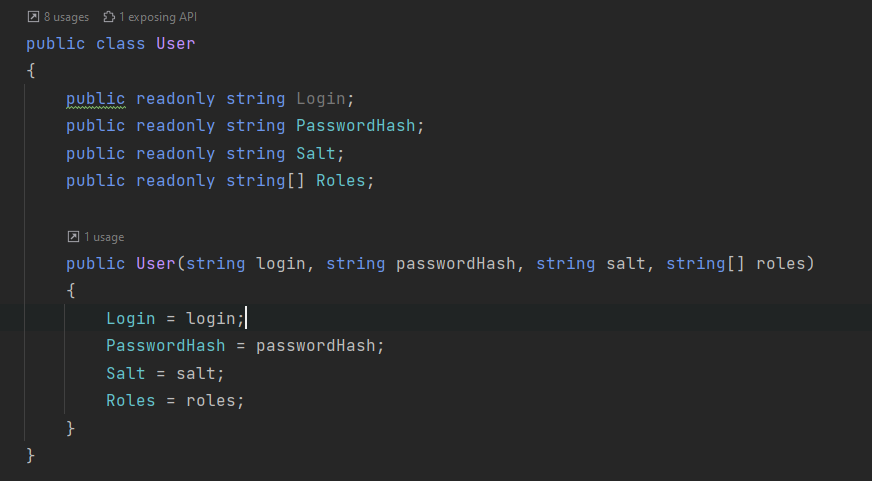 8 usages 1 exposing API
public class User
{
public readonly string Login;
public readonly string PasswordHash;
public readonly string Salt;
public readonly string[] Roles;
1 usage
public User(string login, string passwordHash, string salt, string[] roles)
{
Login = login;
PasswordHash = passwordHash;
Salt = salt;
Roles = roles;
}
}